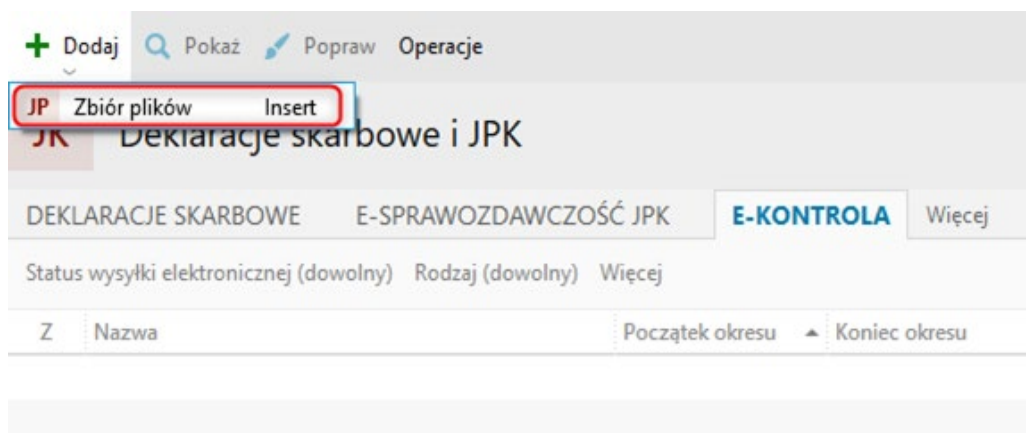 Dodaj Pokaż Popraw Operacje
JP Zbiór plików Insert
JK Deklaracje skarbowe i JPK
DEKLARACJE SKARBOWE E-SPRAWOZDAWCZOŚĆ JPK E-KONTROLA Więcej
Status wysyłki elektronicznej (dowolny) Rodzaj (dowolny) Więcej
Z Nazwa Początek okresu Koniec okresu